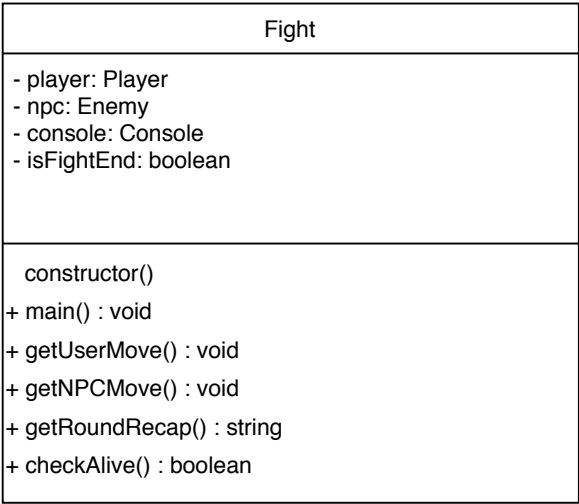 Fight
- player: Player
- npc: Enemy
- console: Console
- isFightEnd: boolean
constructor()
+ main() : void
+ getUserMove() : void
+ getNPCMove() : void
+ getRoundRecap() : string
+ checkAlive() : boolean